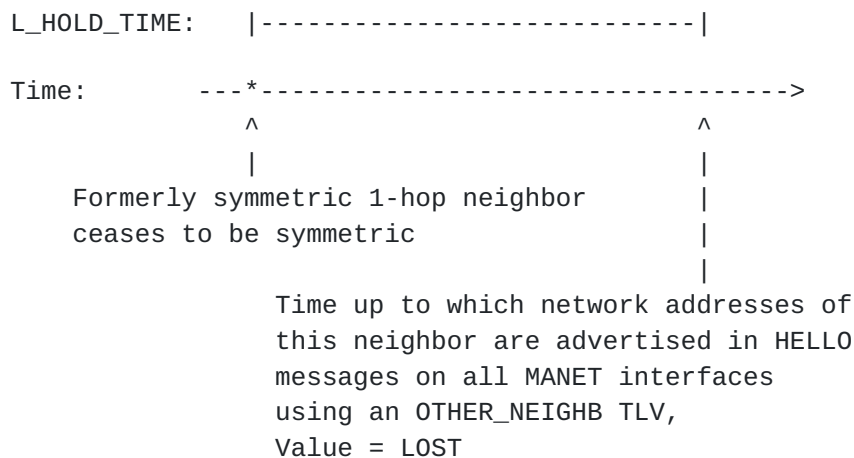 L_HOLD_TIME:   |---------------------------|
Time:       ---*--------------------------------->
^                           ^
|                           |
Formerly symmetric 1-hop neighbor       |
ceases to be symmetric                  |
|
Time up to which network addresses of
this neighbor are advertised in HELLO
messages on all MANET interfaces
using an OTHER_NEIGHB TLV,
Value = LOST